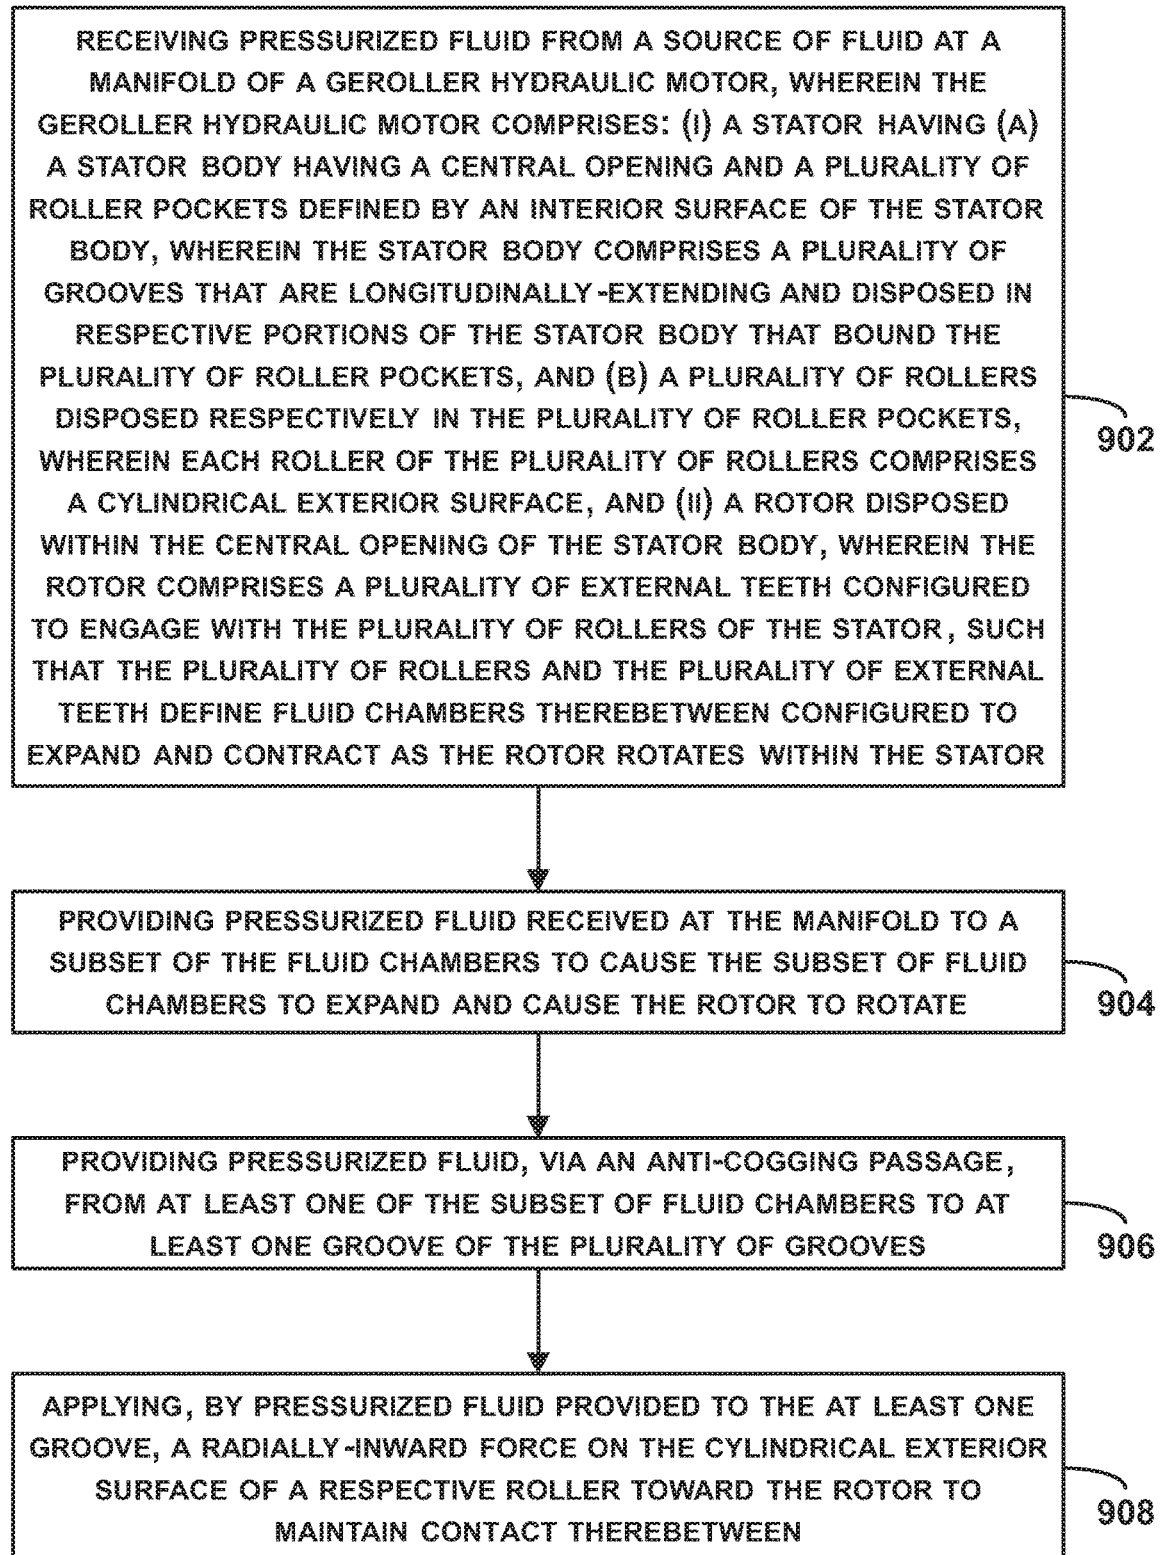 RECEIVING PRESSURIZED FLUID FROM A SOURCE OF FLUID AT A
MANIFOLD OF A GEROLLER HYDRAULIC MOTOR, WHEREIN THE
GEROLLER HYDRAULIC MOTOR COMPRISES: (I) A STATOR HAVING (A)
A STATOR BODY HAVING A CENTRAL OPENING AND A PLURALITY OF
ROLLER POCKETS DEFINED BY AN INTERIOR SURFACE OF THE STATOR
BODY, WHEREIN THE STATOR BODY COMPRISES A PLURALITY OF
GROOVES THAT ARE LONGITUDINALLY-EXTENDING AND DISPOSED IN
RESPECTIVE PORTIONS OF THE STATOR BODY THAT BOUND THE
PLURALITY OF ROLLER POCKETS, AND (B) A PLURALITY OF ROLLERS
DISPOSED RESPECTIVELY IN THE PLURALITY OF ROLLER POCKETS,
WHEREIN EACH ROLLER OF THE PLURALITY OF ROLLERS COMPRISES
A CYLINDRICAL EXTERIOR SURFACE, AND (II) A ROTOR DISPOSED
WITHIN THE CENTRAL OPENING OF THE STATOR BODY, WHEREIN THE
ROTOR COMPRISES A PLURALITY OF EXTERNAL TEETH CONFIGURED
TO ENGAGE WITH THE PLURALITY OF ROLLERS OF THE STATOR, SUCH
THAT THE PLURALITY OF ROLLERS AND THE PLURALITY OF EXTERNAL
TEETH DEFINE FLUID CHAMBERS THEREBETWEEN CONFIGURED TO
EXPAND AND CONTRACT AS THE ROTOR ROTATES WITHIN THE STATOR
902
PROVIDING PRESSURIZED FLUID RECEIVED AT THE MANIFOLD TO A
SUBSET OF THE FLUID CHAMBERS TO CAUSE THE SUBSET OF FLUID
CHAMBERS TO EXPAND AND CAUSE THE ROTOR TO ROTATE
904
PROVIDING PRESSURIZED FLUID, VIA AN ANTI-COGGING PASSAGE,
FROM AT LEAST ONE OF THE SUBSET OF FLUID CHAMBERS TO AT
LEAST ONE GROOVE OF THE PLURALITY OF GROOVES
906
APPLYING, BY PRESSURIZED FLUID PROVIDED TO THE AT LEAST ONE
GROOVE, A RADIALLY-INWARD FORCE ON THE CYLINDRICAL EXTERIOR
SURFACE OF A RESPECTIVE ROLLER TOWARD THE ROTOR TO
MAINTAIN CONTACT THEREBETWEEN
908